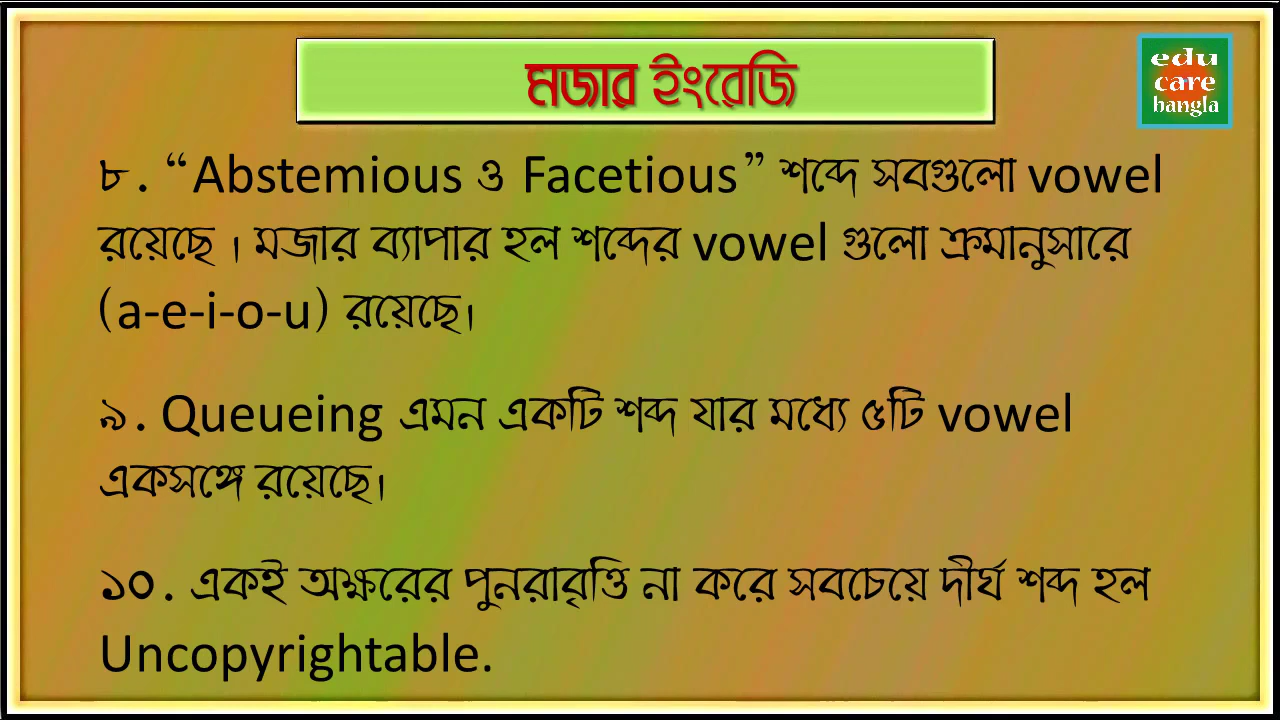 মজার ইংরেজি
edu
care
bangla
৮. “Abstemious ও Facetious” শব্দে সবগুলো vowel
রয়েছে । মজার ব্যাপার হল শব্দের vowel গুলো ক্রমানুসারে
(a-e-i-o-u) রয়েছে।
৯. Queueing এমন একটি শব্দ যার মধ্যে ৫টি vowel
একসঙ্গে রয়েছে।
১০. একই অক্ষরের পুনরাবৃত্তি না করে সবচেয়ে দীর্ঘ শব্দ হল
Uncopyrightable.